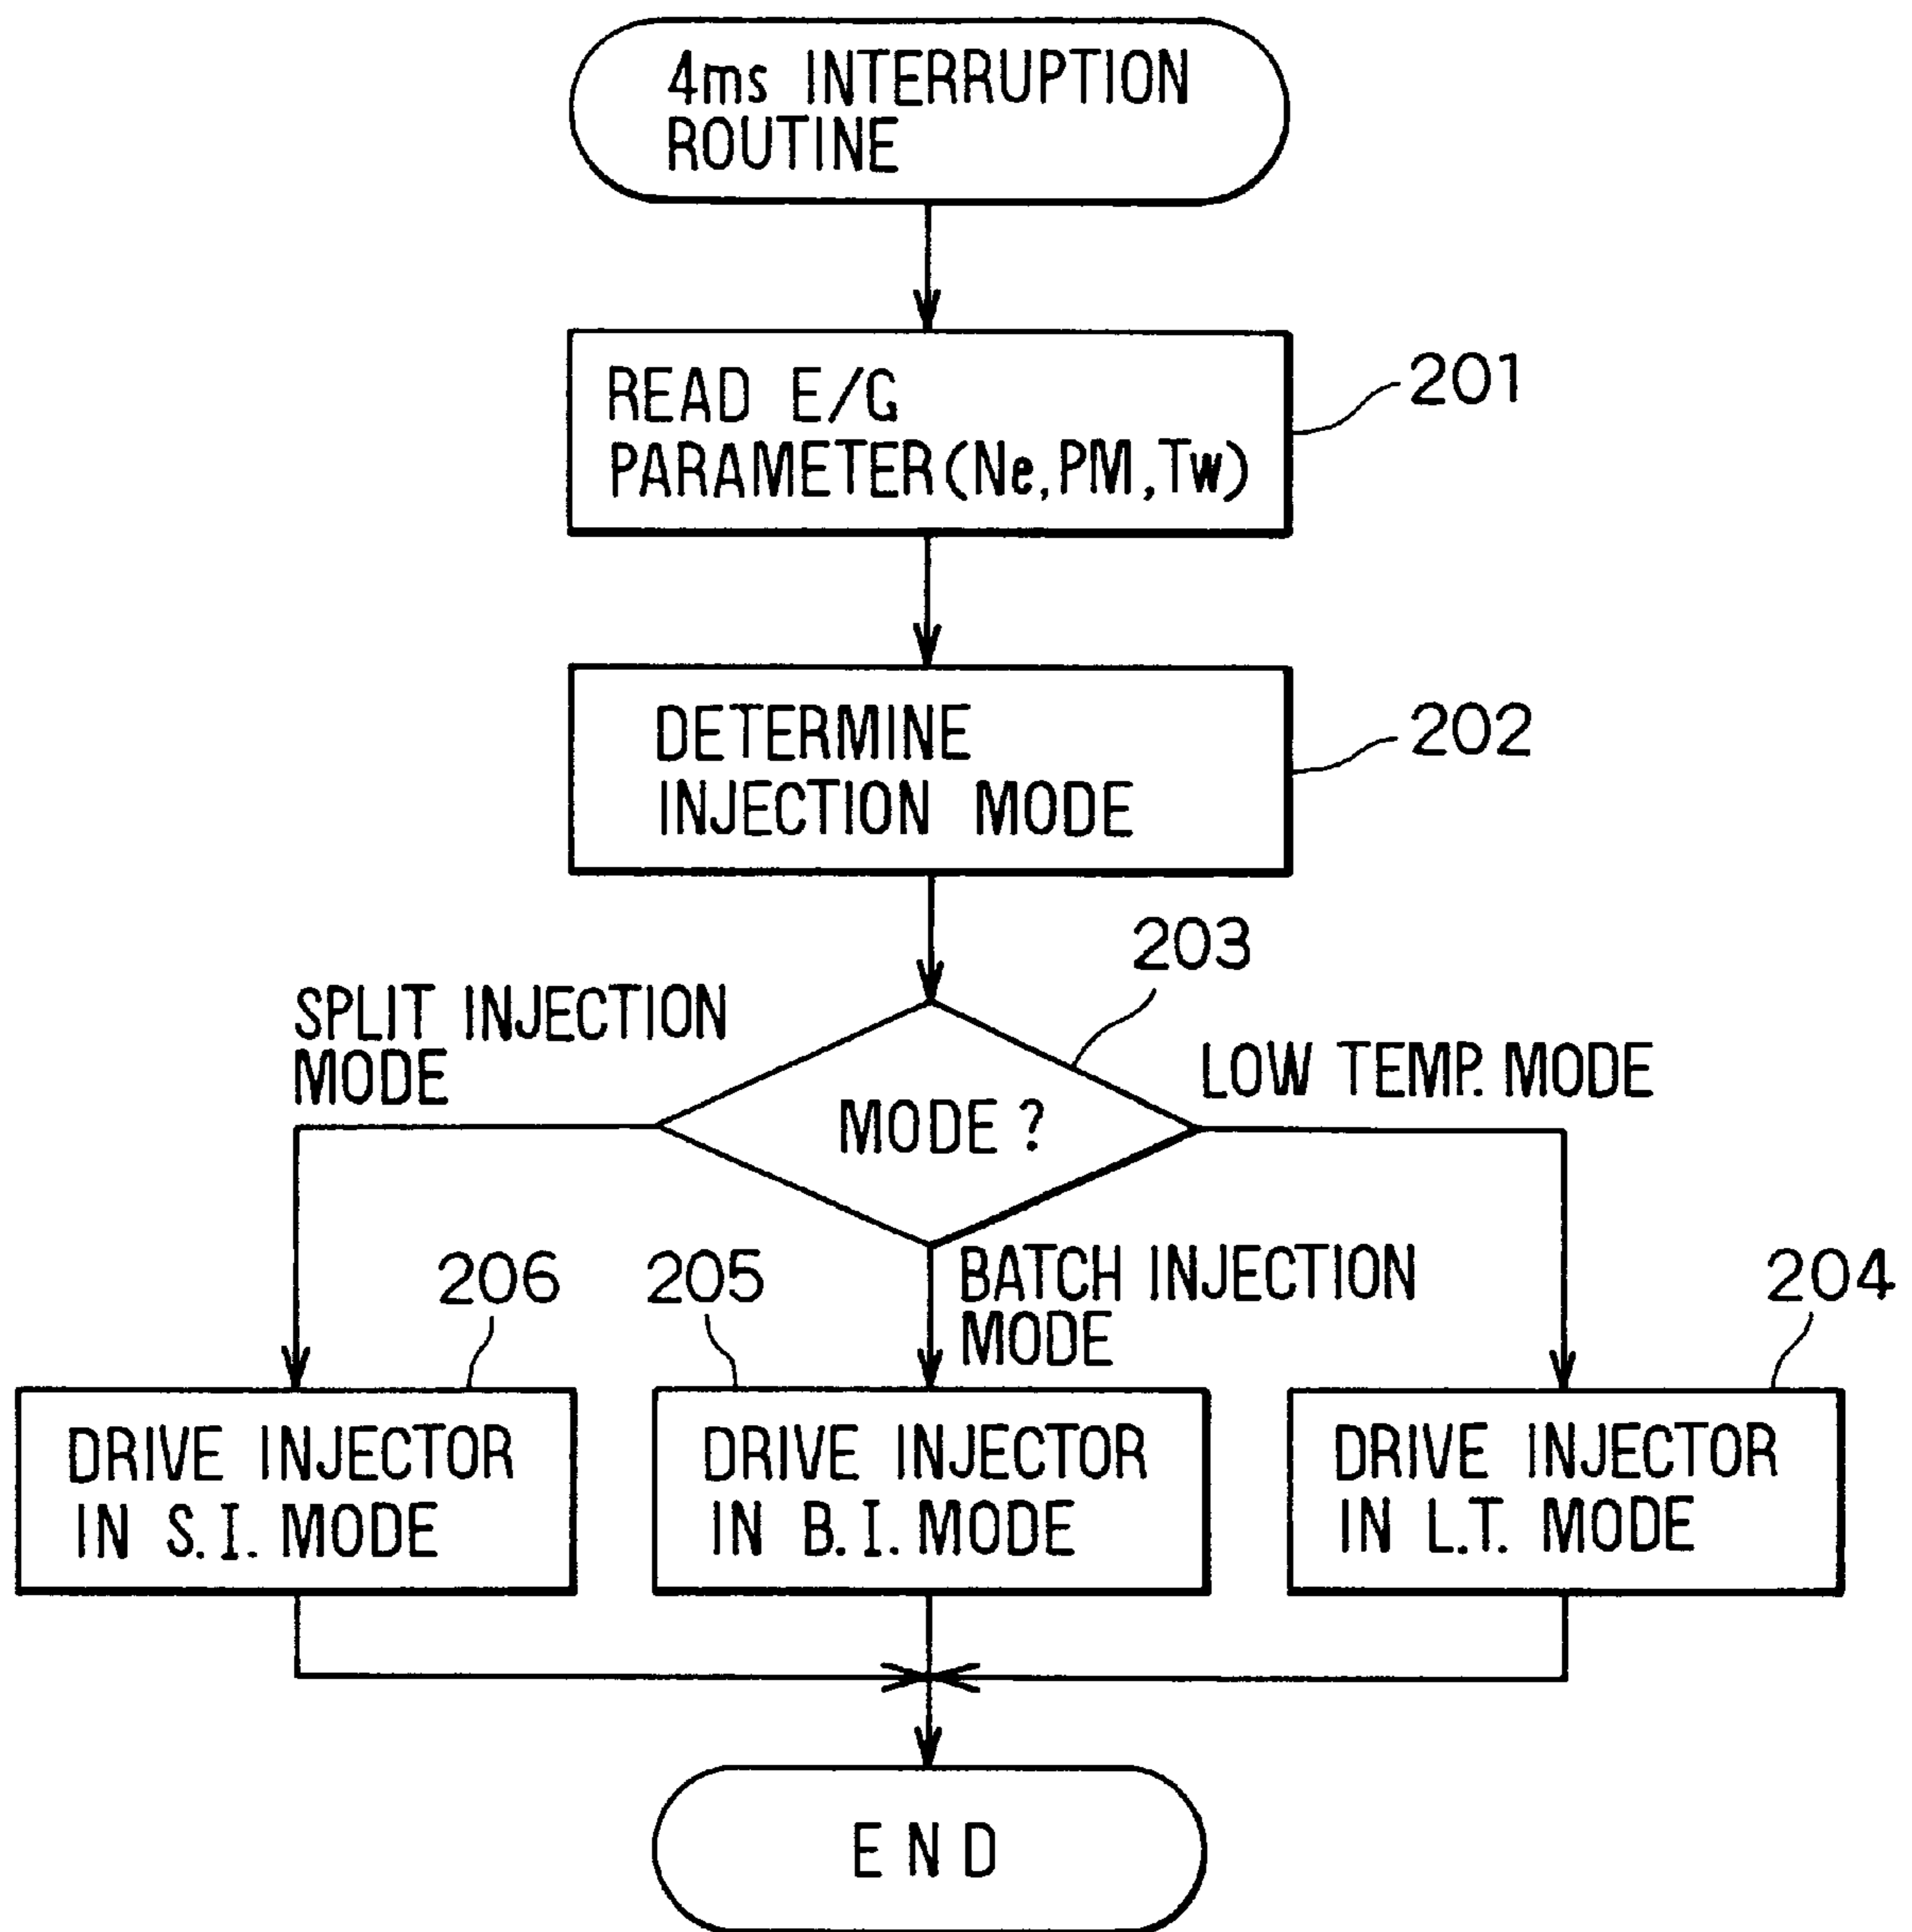 4ms INTERRUPTION
ROUTINE
READ E/G
PARAMETER(Ne,PM,Tw)
201
DETERMINE
INJECTION MODE
202
203
SPLIT INJECTION
MODE
LOW TEMP. MODE
MODE ?
206
205
BATCH INJECTION
MODE
204
DRIVE INJECTOR
IN S.I. MODE
DRIVE INJECTOR
IN B.I. MODE
DRIVE INJECTOR
IN L.T. MODE
END